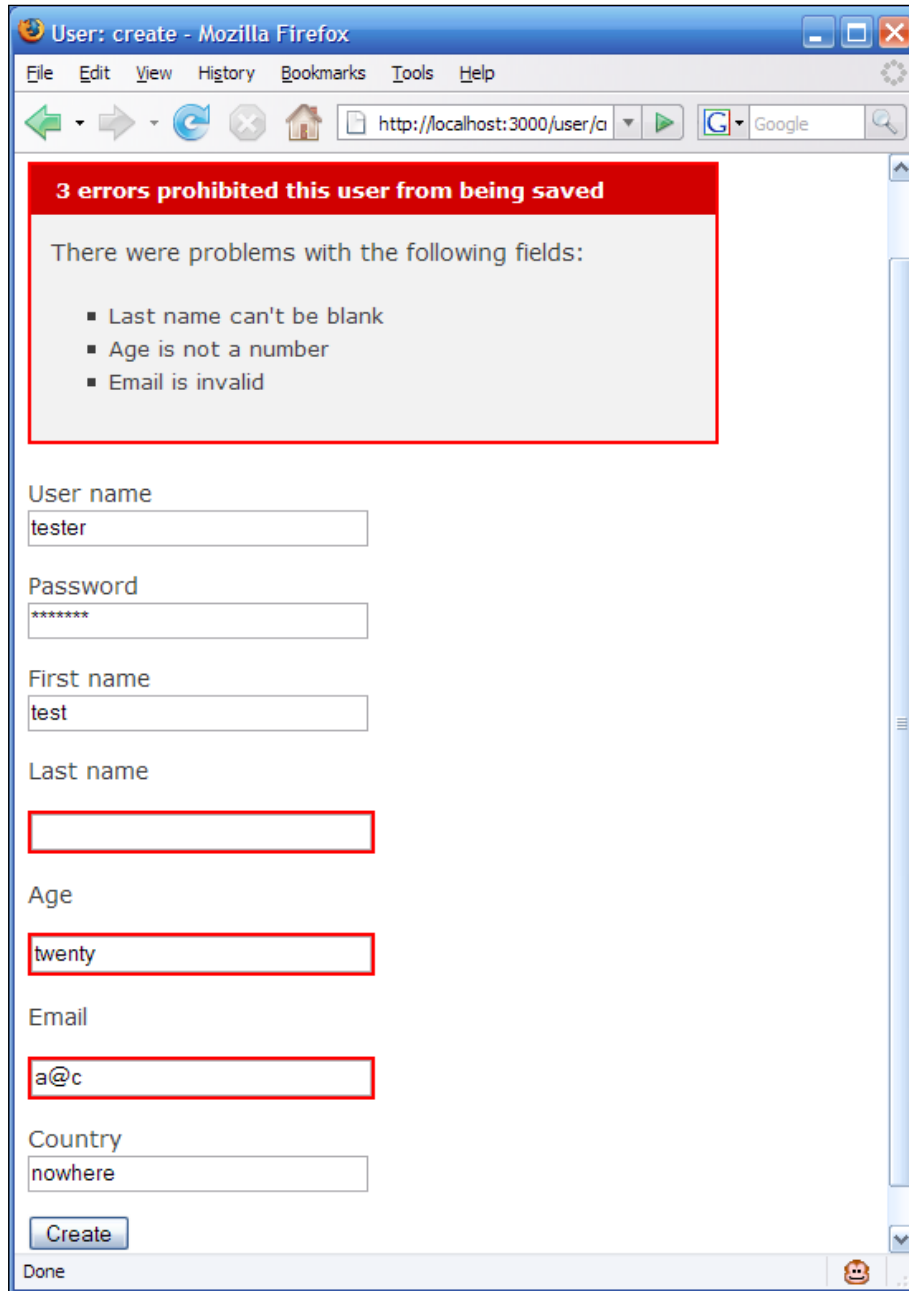 User: create - Mozilla Firefox
File Edit View History Bookmarks Tools Help
http://localhost:3000/user/cr G Google
3 errors prohibited this user from being saved
There were problems with the following fields:
Last name can't be blank
Age is not a number
Email is invalid
User name
tester
Password
*******
First name
test
Last name
Age
twenty
Email
a@c
Country
nowhere
Create
Done